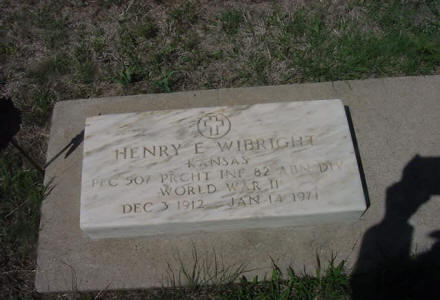 HENRY E WIBRIGHT
KANSAS
PFC 507 PRCHT INF 82 ABN DIV
WORLD WAR II
DEC 3 1912 JAN 14 1971